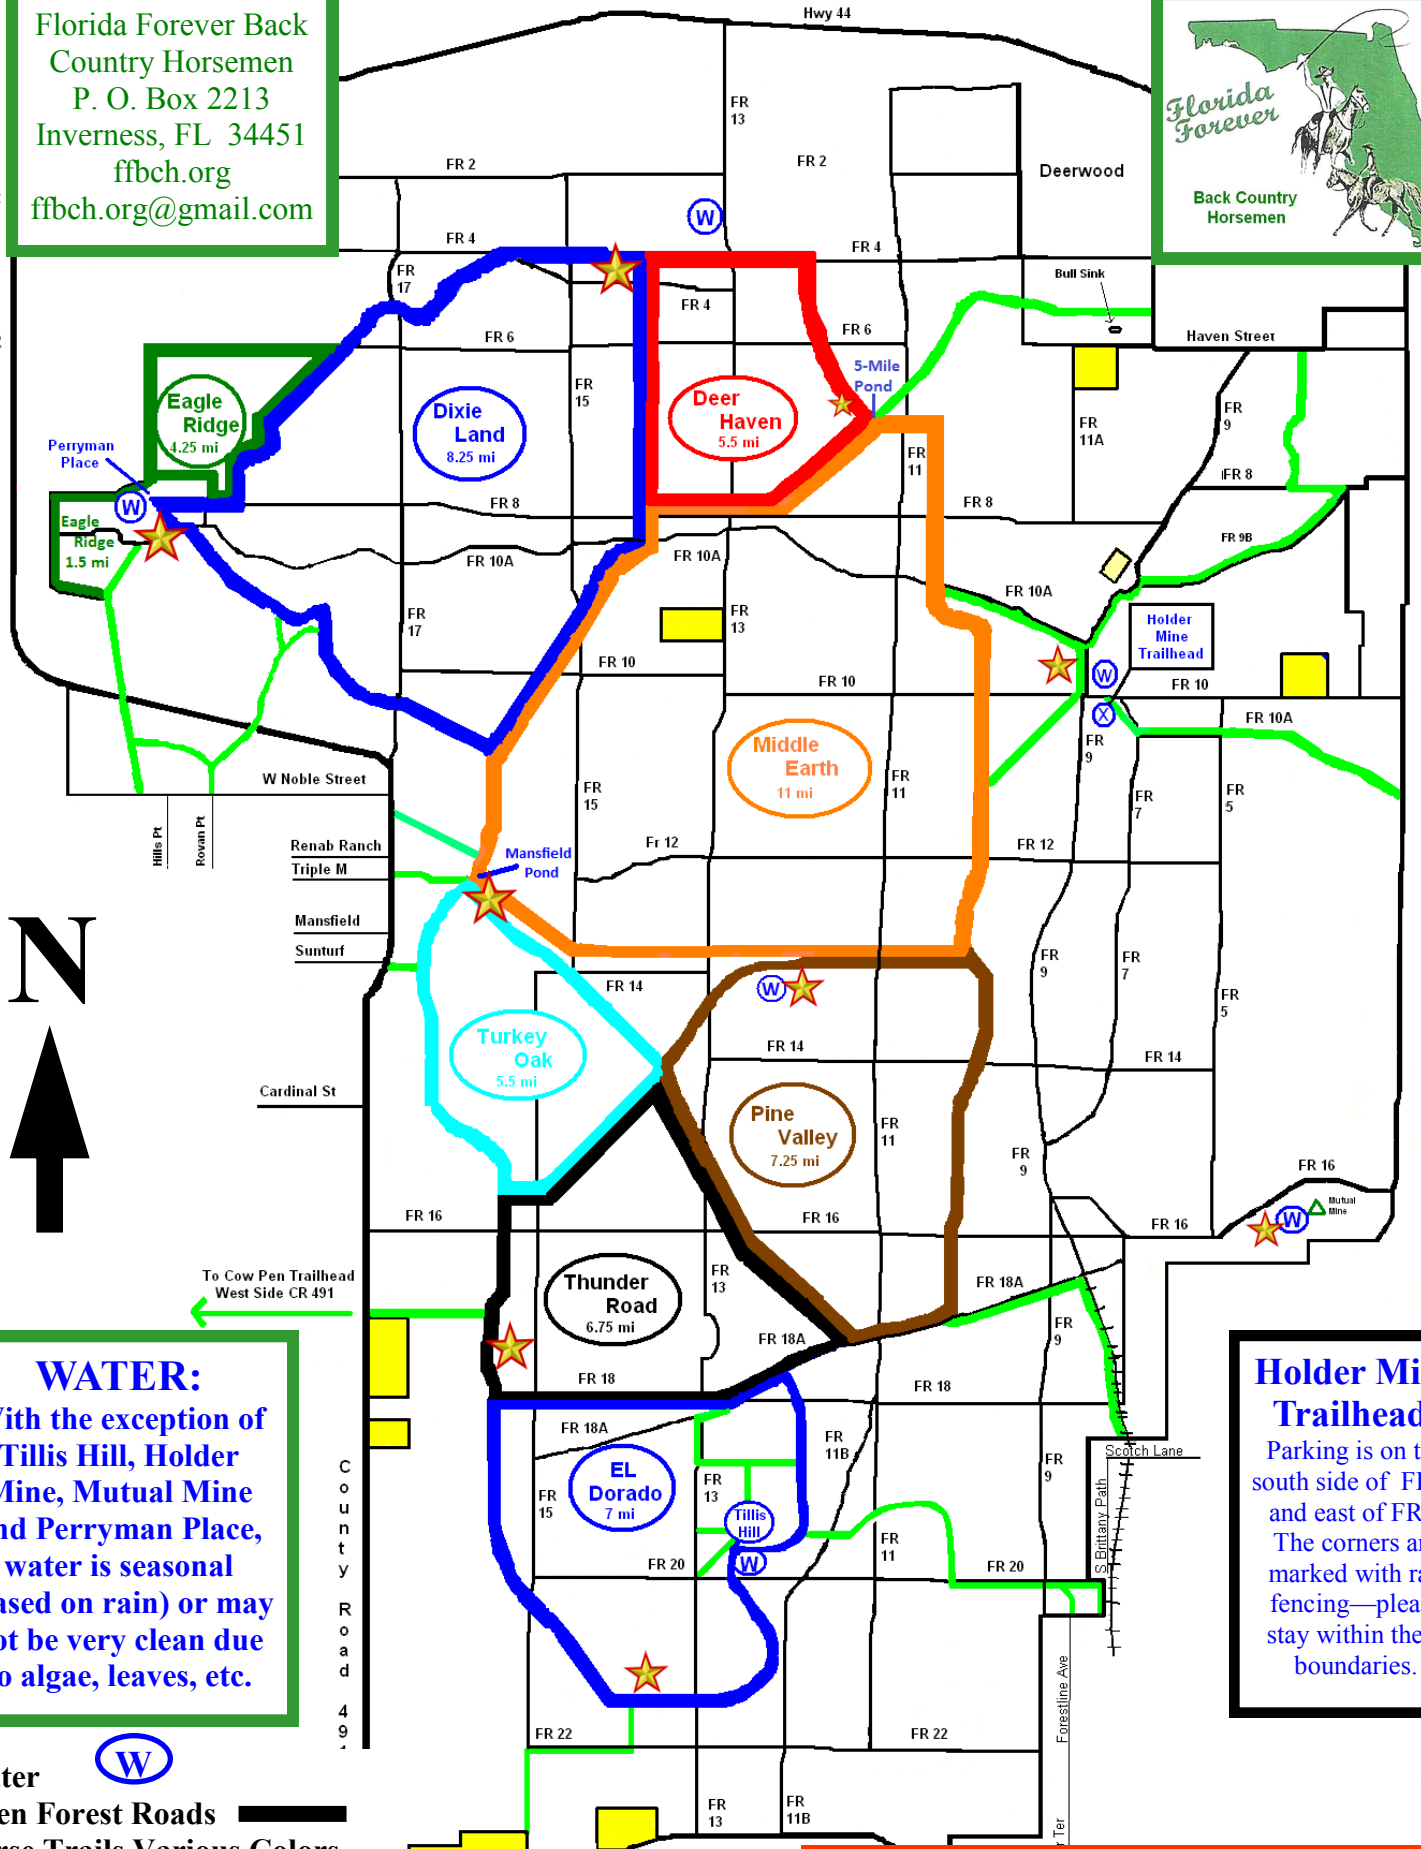 Florida Forever Back
Country Horsemen
P. O. Box 2213
Inverness, FL 34451
ffbch.org
ffbch.org@gmail.com
Hwy 44
Florida
Forever
Back Country
Horsemen
FR
13
FR 2
FR 2
Deerwood
W
FR 4
FR 4
FR
17
Bull Sink
FR 4
FR 6
FR 6
Haven Street
5-Mile
Pond
FR
15
Eagle
Ridge
4.25 mi
Dixie
Land
8.25 mi
Deer
Haven
5.5 mi
FR
9
FR
11A
Perryman
Place
FR
11
FR 8
FR 8
FR 8
W
Eagle
Ridge
1.5 mi
FR 9B
FR 10A
FR 10A
FR 10A
FR
17
FR
13
Holder
Mine
Trailhead
FR 10
FR 10
W
FR 10
X
FR 10A
Middle
Earth
11 mi
FR
9
W Noble Street
FR
15
FR
11
FR
7
FR
5
Hills Pt
Rovan Pt
Renab Ranch
Triple M
Fr 12
FR 12
Mansfield
Pond
Mansfield
Sunturf
N
FR
9
FR
7
FR 14
W
FR
5
Turkey
Oak
5.5 mi
FR 14
FR 14
Cardinal St
Pine
Valley
7.25 mi
FR
11
FR
9
FR 16
Mutual
Mine
W
FR 16
FR 16
FR 16
To Cow Pen Trailhead
West Side CR 491
Thunder
Road
6.75 mi
FR
13
FR 18A
FR
9
FR 18A
FR 18
FR 18
WATER:
With the exception of
Tillis Hill, Holder
Mine, Mutual Mine
and Perryman Place,
water is seasonal
(based on rain) or may
not be very clean due
to algae, leaves, etc.
Holder Mi
Trailhead
Parking is on t
south side of F
and east of FR
The corners a
marked with ra
fencing—plea
stay within the
boundaries.
FR 18A
FR
11B
Scotch Lane
EL
Dorado
7 mi
FR
13
FR
9
FR
15
Tillis
Hill
W
S Brittany Path
FR
11
FR 20
FR 20
County Road 49
Forestline Ave
FR 22
FR 22
W
ter
en Forest Roads
rse Trails Various Colors
FR
13
FR
11B
r Ter